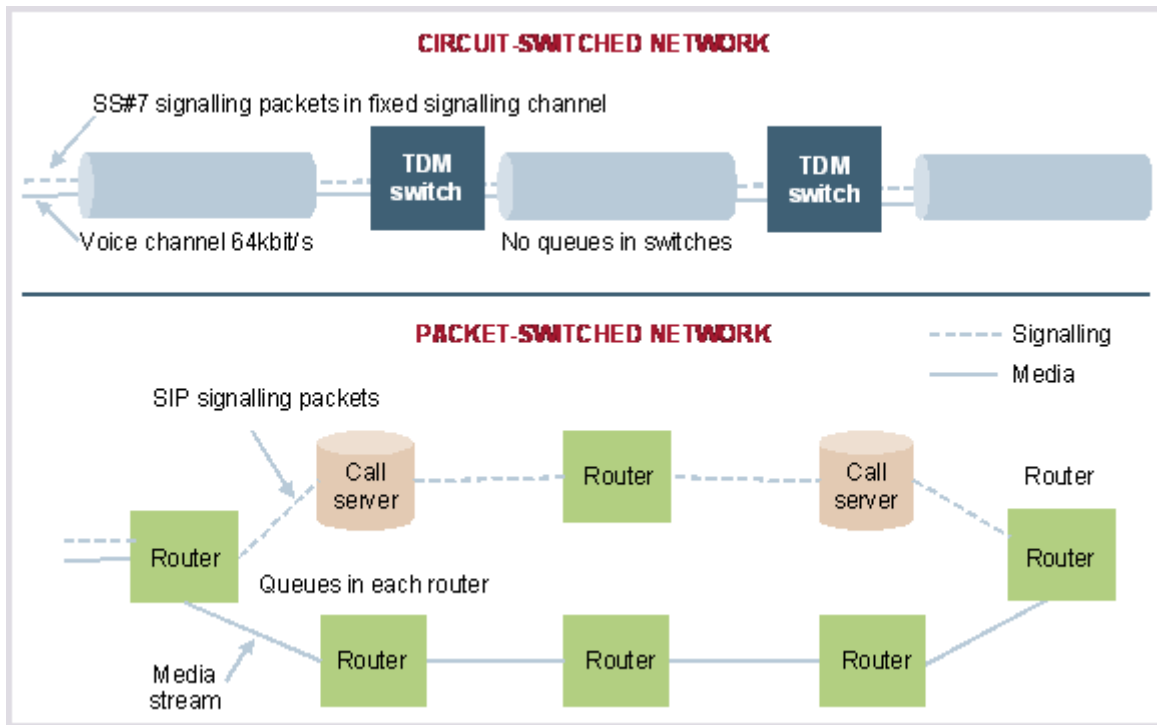 CIRCUIT-SWITCHED NETWORK
SS#7 signalling packets in fixed signalling channel
TDM
switch
TDM
switch
Voice channel 64kbit/s
No queues in switches
PACKET-SWITCHED NETWORK
Signalling
Media
SIP signalling packets
Call
server
Router
Call
server
Router
Router
Router
Queues in each router
Router
Router
Router
Media
stream